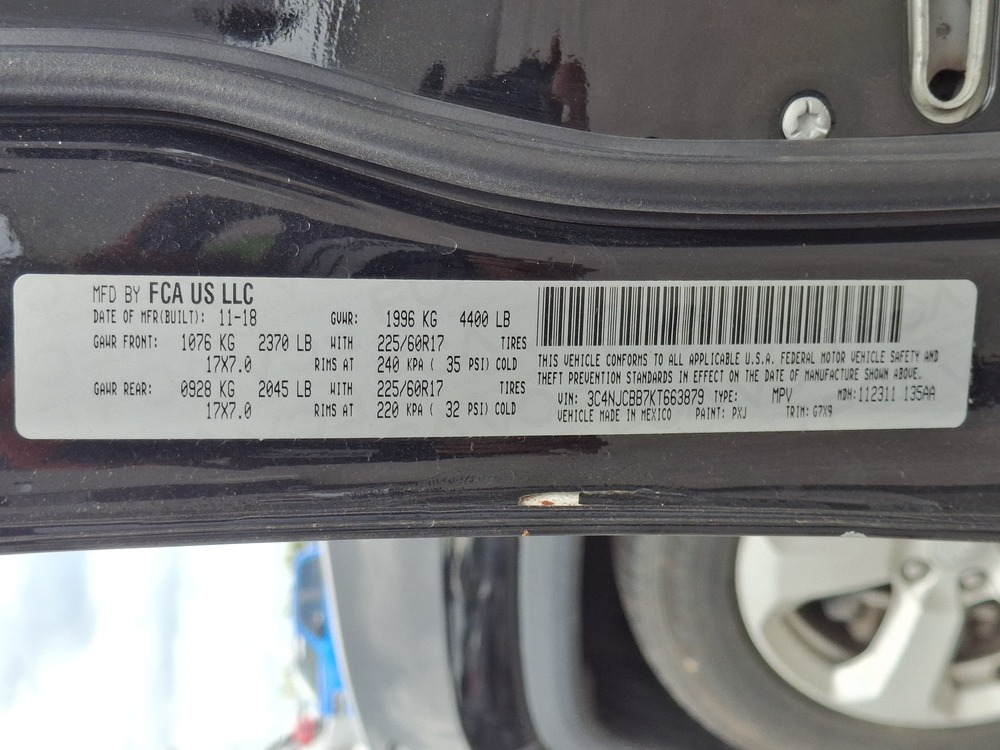 MFD BY FCA US LLC
DATE OF MFR(BUILT): 11-18 GVWR: 1996 KG 4400 LB
GAWR FRONT: 1076 KG 2370 LB WITH 225/60R17 TIRES
17X7.0 RIMS AT 240 KPA ( 35 PSI) COLD
GAWR REAR: 0928 KG 2045 LB WITH 225/60R17 TIRES
17X7.0 RIMS AT 220 KPA ( 32 PSI) COLD
THIS VEHICLE CONFORMS TO ALL APPLICABLE U.S.A. FEDERAL MOTOR VEHICLE SAFETY AND
THEFT PREVENTION STANDARDS IN EFFECT ON THE DATE OF MANUFACTURE SHOWN ABOVE.
VIN: 3C4NJCBB7KT663879 TYPE: MPV MDH:112311 135AA
VEHICLE MADE IN MEXICO PAINT: PXJ TRIM: G7X9